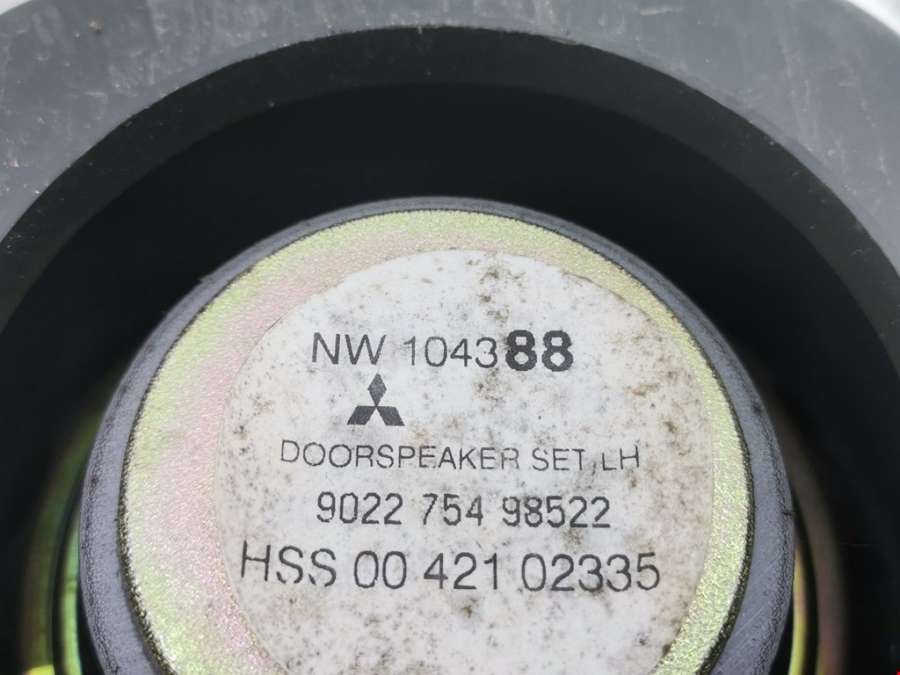 NW 104388
DOORSPEAKER SET, LH
9022 754 98522
HSS 00 421 02335